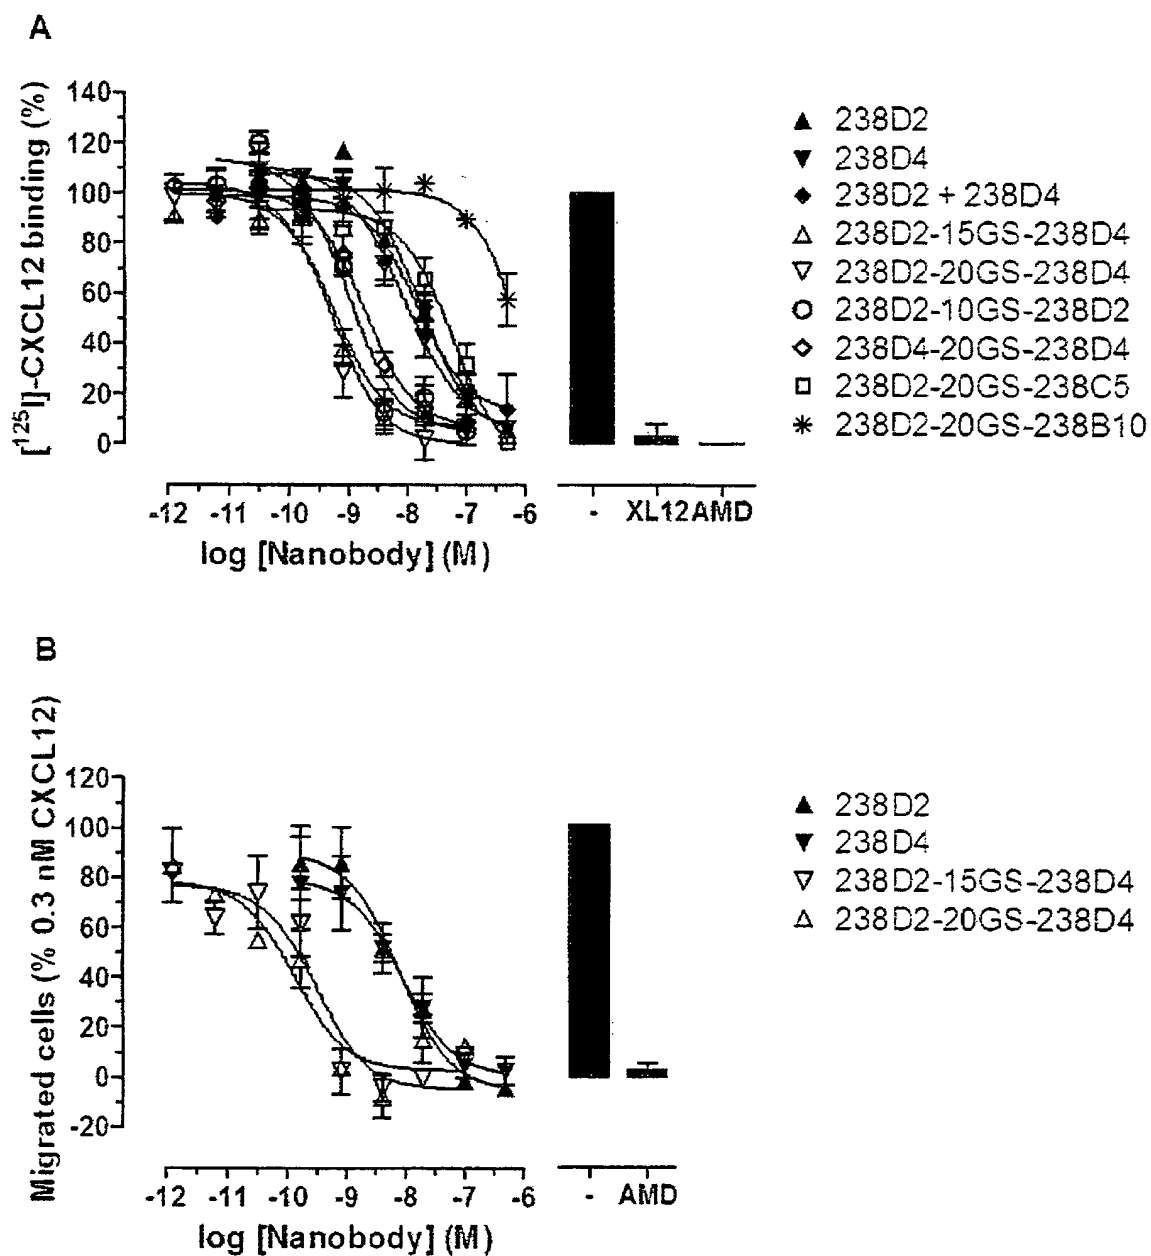 A
[125I]-CXCL12 binding (%)
140
120
100
80
60
40
20
0
-12 -11 -10 -9 -8 -7 -6
log [Nanobody] (M)
- XL12AMD
238D2
238D4
238D2 + 238D4
238D2-15GS-238D4
238D2-20GS-238D4
238D2-10GS-238D2
238D4-20GS-238D4
238D2-20GS-238C5
238D2-20GS-238B10
B
Migrated cells (% 0.3 nM CXCL12)
120
100
80
60
40
20
0
-20
-12 -11 -10 -9 -8 -7 -6
log [Nanobody] (M)
- AMD
238D2
238D4
238D2-15GS-238D4
238D2-20GS-238D4